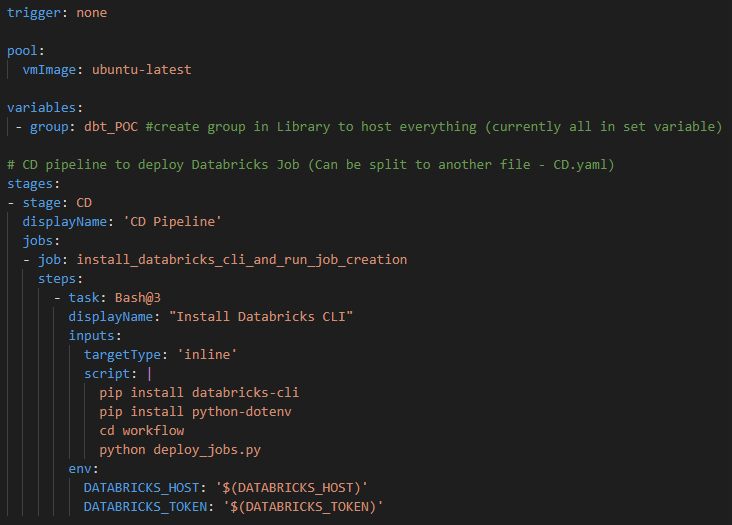 trigger: none
pool:
vmImage: ubuntu-latest
variables:
- group: dbt_POC #create group in Library to host everything (currently all in set variable)
# CD pipeline to deploy Databricks Job (Can be split to another file - CD.yaml)
stages:
- stage: CD
displayName: 'CD Pipeline'
jobs:
- job: install_databricks_cli_and_run_job_creation
steps:
- task: Bash@3
displayName: "Install Databricks CLI"
inputs:
targetType: 'inline'
script: |
pip install databricks-cli
pip install python-dotenv
cd workflow
python deploy_jobs.py
env:
DATABRICKS_HOST: '$(DATABRICKS_HOST)'
DATABRICKS_TOKEN: '$(DATABRICKS_TOKEN)'